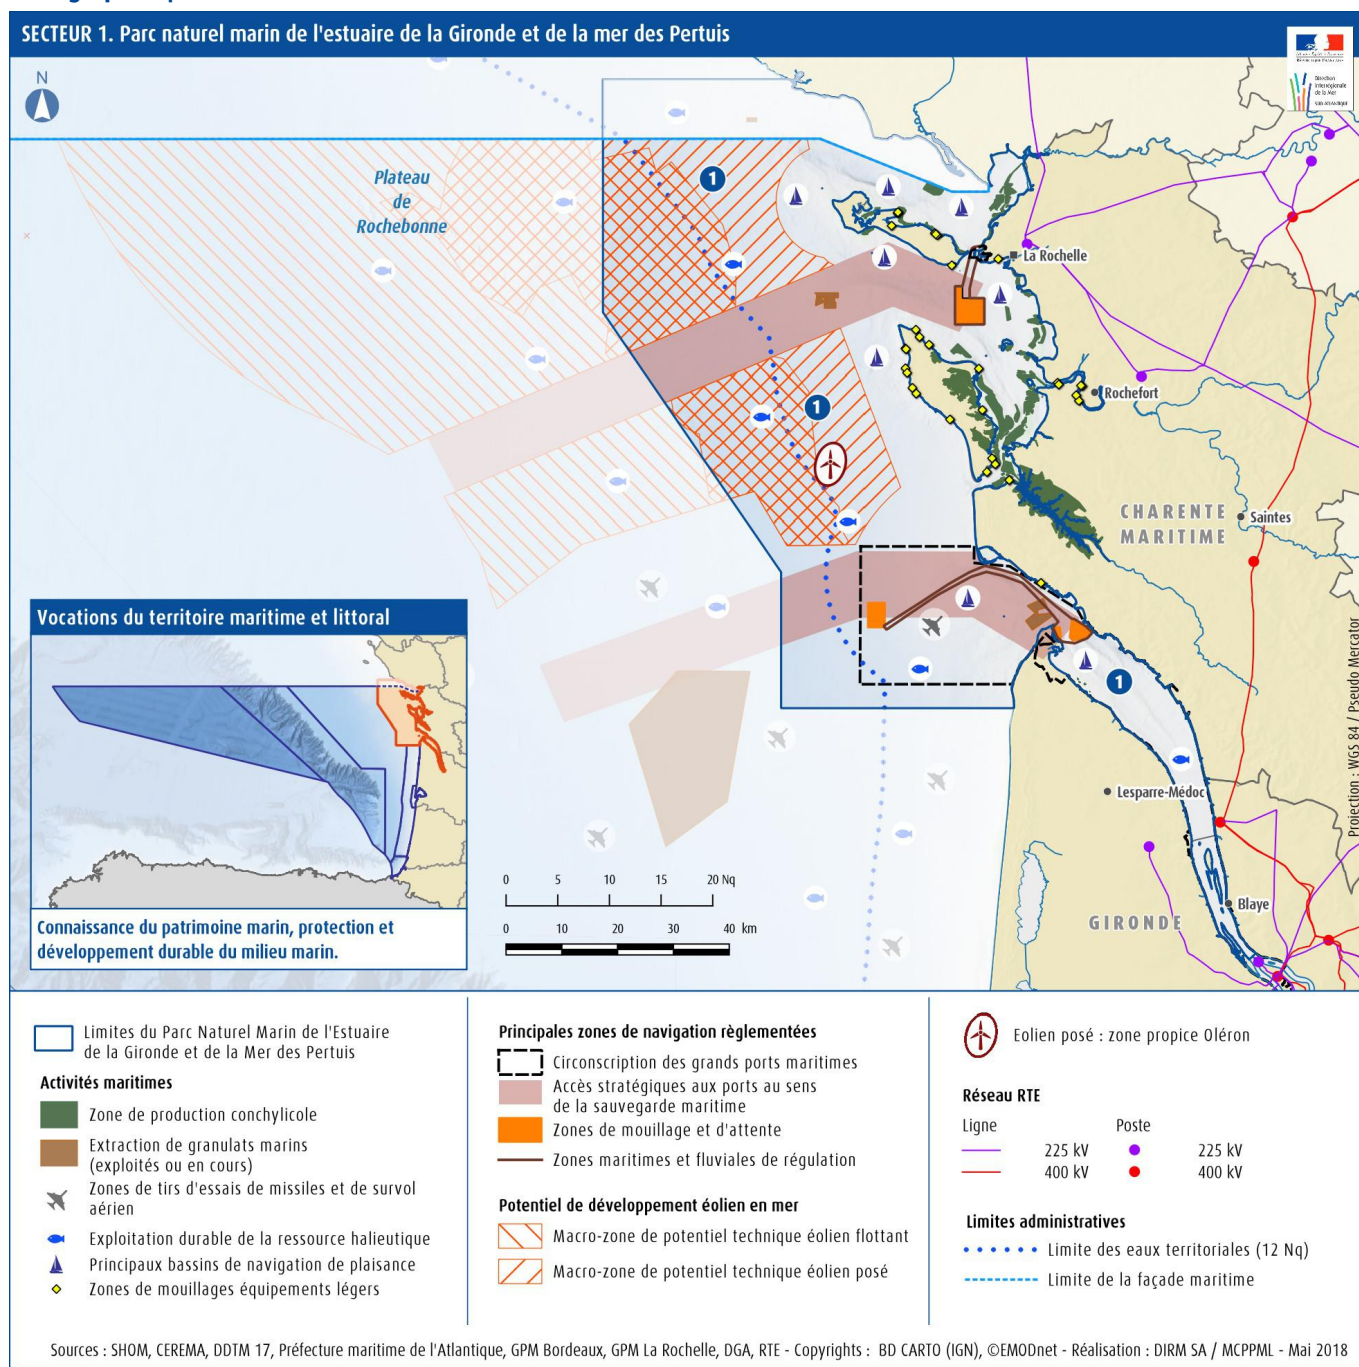 SECTEUR 1. Parc naturel marin de l'estuaire de la Gironde et de la mer des Pertuis
Direction
Interrégionale
de la Mer
SUD ATLANTIQUE
N
Plateau
de
Rochebonne
1
La Rochelle
Rochefort
1
CHARENTE
MARITIME
Saintes
1
Lesparre-Médoc
Blaye
GIRONDE
Projection : WGS 84 / Pseudo Mercator
Vocations du territoire maritime et littoral
Connaissance du patrimoine marin, protection et
développement durable du milieu marin.
0 5 10 15 20 Nq
0 10 20 30 40 km
Limites du Parc Naturel Marin de l'Estuaire
de la Gironde et de la Mer des Pertuis
Activités maritimes
Zone de production conchylicole
Extraction de granulats marins
(exploités ou en cours)
Zones de tirs d'essais de missiles et de survol
aérien
Exploitation durable de la ressource halieutique
Principaux bassins de navigation de plaisance
Zones de mouillages équipements légers
Principales zones de navigation règlementées
Circonscription des grands ports maritimes
Accès stratégiques aux ports au sens
de la sauvegarde maritime
Zones de mouillage et d'attente
Zones maritimes et fluviales de régulation
Potentiel de développement éolien en mer
Macro-zone de potentiel technique éolien flottant
Macro-zone de potentiel technique éolien posé
Eolien posé : zone propice Oléron
Réseau RTE
Ligne Poste
225 kV 225 kV
400 kV 400 kV
Limites administratives
Limite des eaux territoriales (12 Nq)
Limite de la façade maritime
Sources : SHOM, CEREMA, DDTM 17, Préfecture maritime de l'Atlantique, GPM Bordeaux, GPM La Rochelle, DGA, RTE - Copyrights : BD CARTO (IGN), ©EMODnet - Réalisation : DIRM SA / MCPPML - Mai 2018